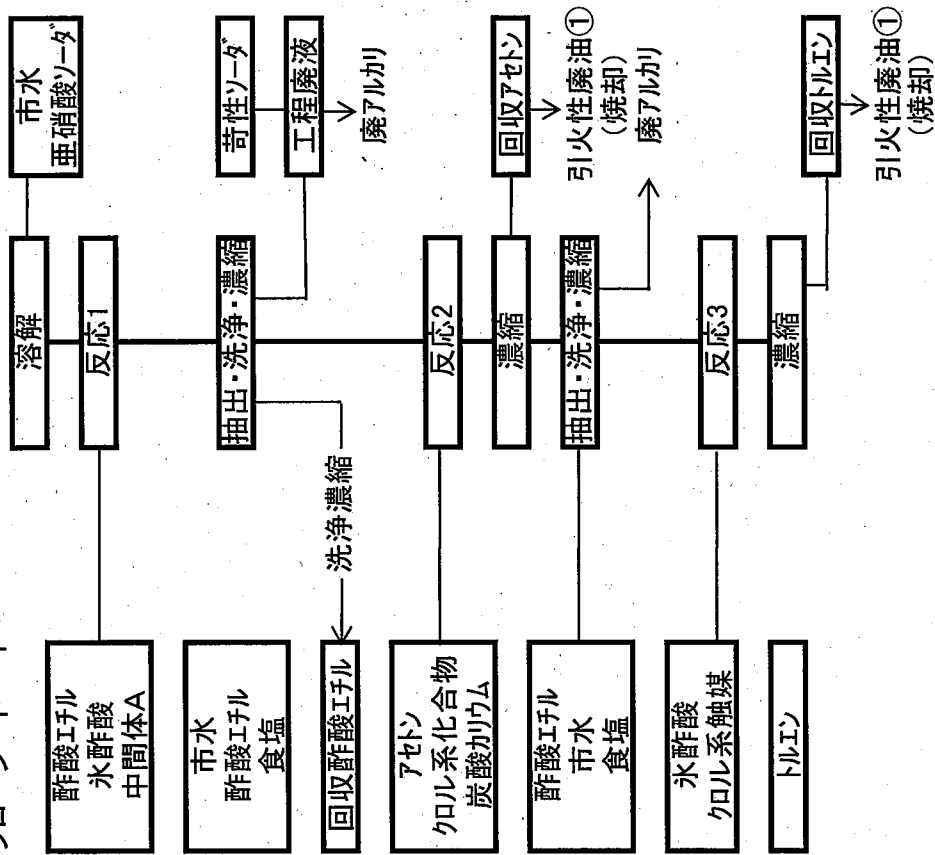 溶解
市水
亜硝酸ソーダ
反応1
酢酸エチル
氷酢酸
中間体A
市水
酢酸エチル
食塩
抽出・洗浄・濃縮
苛性ソーダ
工程廃液
廃アルカリ
洗浄濃縮
回収酢酸エチル
アセトン
クロル系化合物
炭酸カリウム
反応2
濃縮
回収アセトン
引火性廃油①
(焼却)
酢酸エチル
市水
食塩
抽出・洗浄・濃縮
廃アルカリ
氷酢酸
クロル系触媒
反応3
トルエン
濃縮
回収トルエン
引火性廃油①
(焼却)